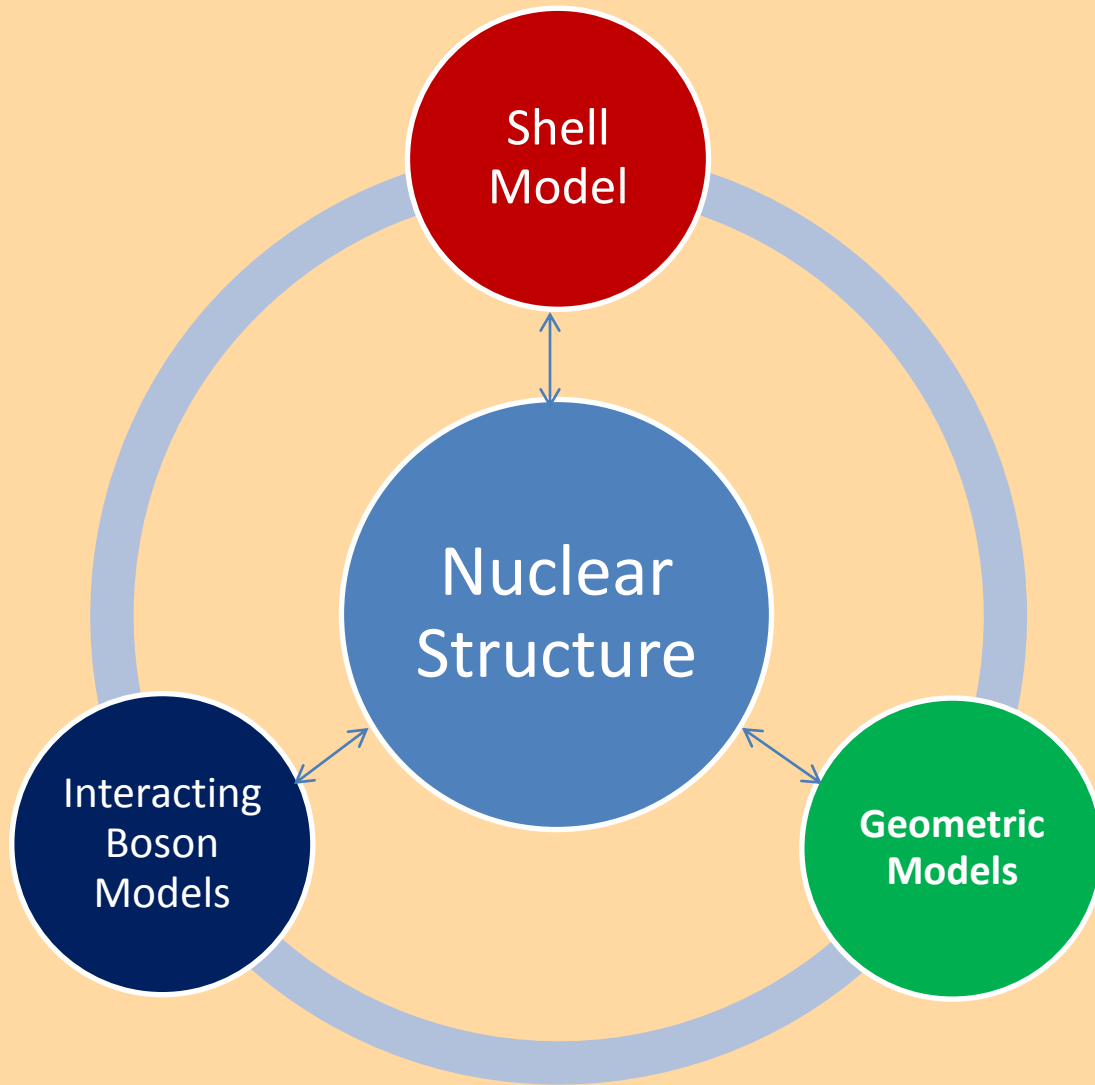 Shell
Model
Nuclear
Structure
Interacting
Boson
Models
Geometric
Models